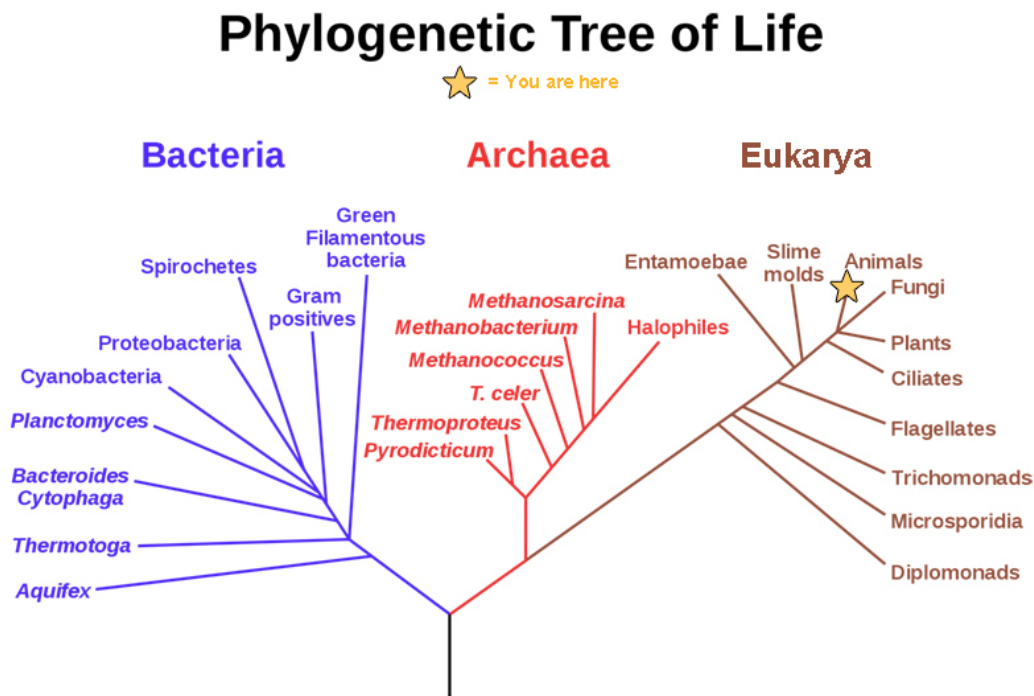 Phylogenetic Tree of Life
= You are here
Bacteria
Archaea
Eukarya
Green
Filamentous
bacteria
Spirochetes
Gram
positives
Proteobacteria
Cyanobacteria
Planctomyces
Bacteroides
Cytophaga
Thermotoga
Aquifex
Methanosarcina
Methanobacterium
Halophiles
Methanococcus
T. celer
Thermoproteus
Pyrodicticum
Entamoebae
Slime
molds
Animals
Fungi
Plants
Ciliates
Flagellates
Trichomonads
Microsporidia
Diplomonads